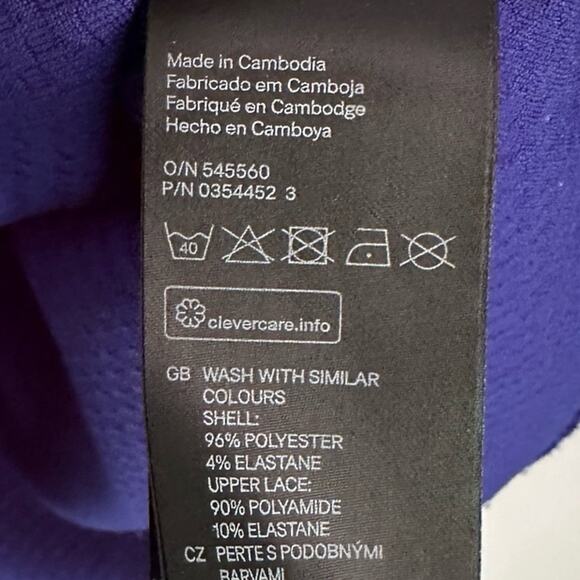 Made in Cambodia
Fabricado em Camboja
Fabriqué en Cambodge
Hecho en Camboya
O/N 545560
P/N 0354452 3
40
clevercare.info
GB WASH WITH SIMILAR
COLOURS
SHELL:
96% POLYESTER
4% ELASTANE
UPPER LACE:
90% POLYAMIDE
10% ELASTANE
CZ PERTE S PODOBNÝMI
BARVAMI